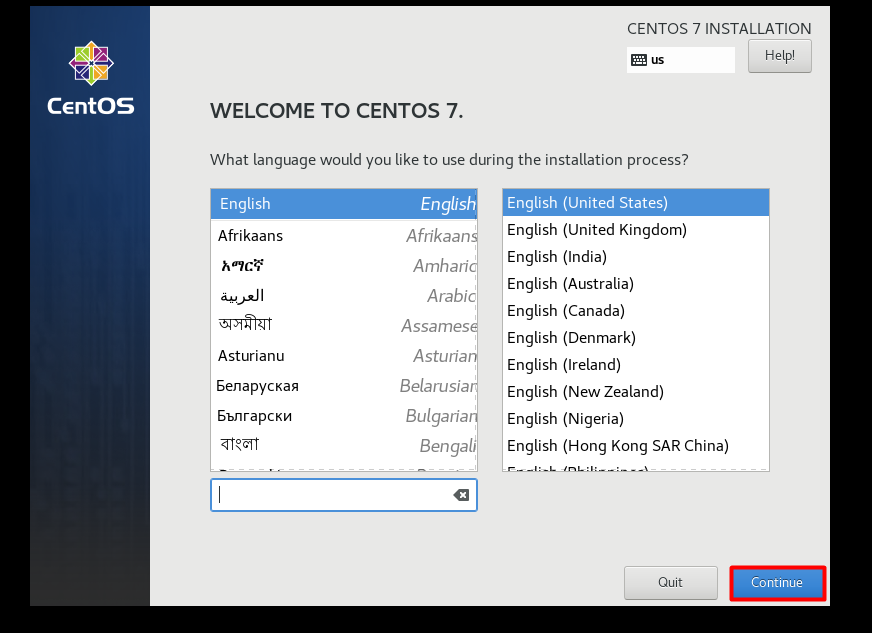 CentOS
CENTOS 7 INSTALLATION
us
Help!
WELCOME TO CENTOS 7.
What language would you like to use during the installation process?
English English
Afrikaans Afrikaans
አማርኛ Amharic
العربية Arabic
অসমীয়া Assamese
Asturianu Asturian
Беларуская Belarusian
Български Bulgarian
বাংলা Bengali
English (United States)
English (United Kingdom)
English (India)
English (Australia)
English (Canada)
English (Denmark)
English (Ireland)
English (New Zealand)
English (Nigeria)
English (Hong Kong SAR China)
English (Philippines)
Quit
Continue